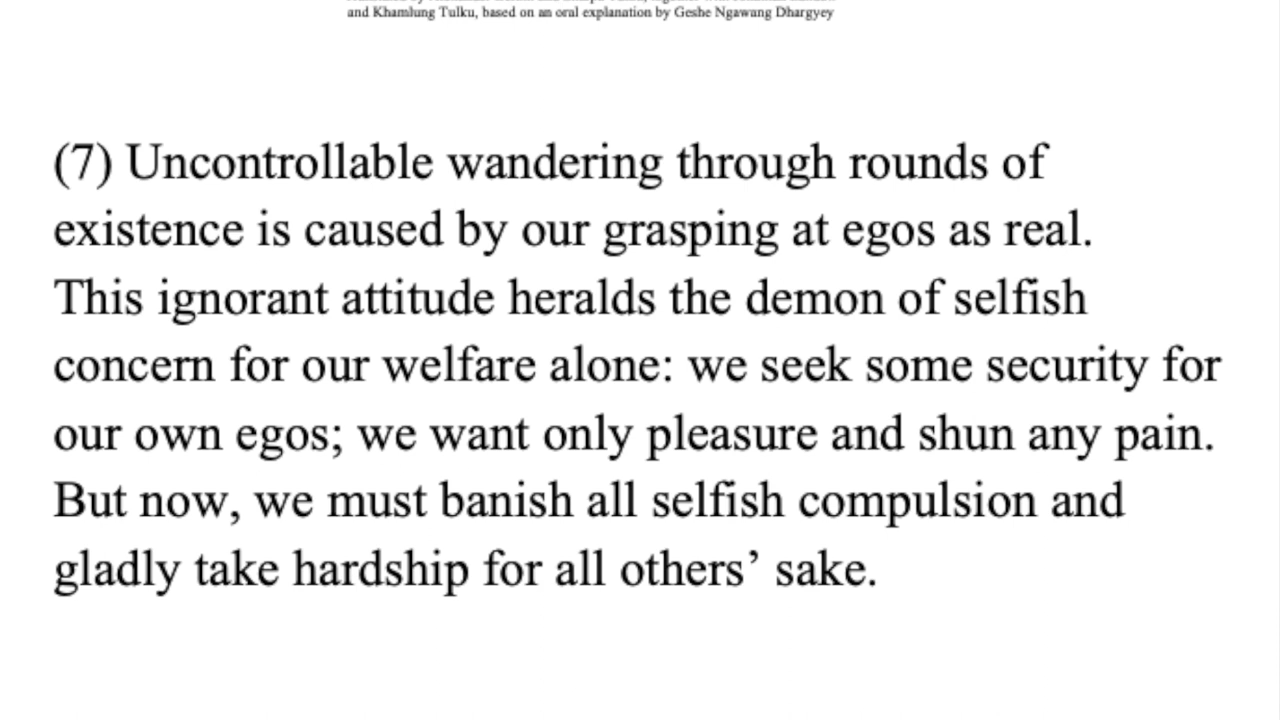 and Khamlung Tulku, based on an oral explanation by Geshe Ngawang Dhargyey
(7) Uncontrollable wandering through rounds of
existence is caused by our grasping at egos as real.
This ignorant attitude heralds the demon of selfish
concern for our welfare alone: we seek some security for
our own egos; we want only pleasure and shun any pain.
But now, we must banish all selfish compulsion and
gladly take hardship for all others’ sake.